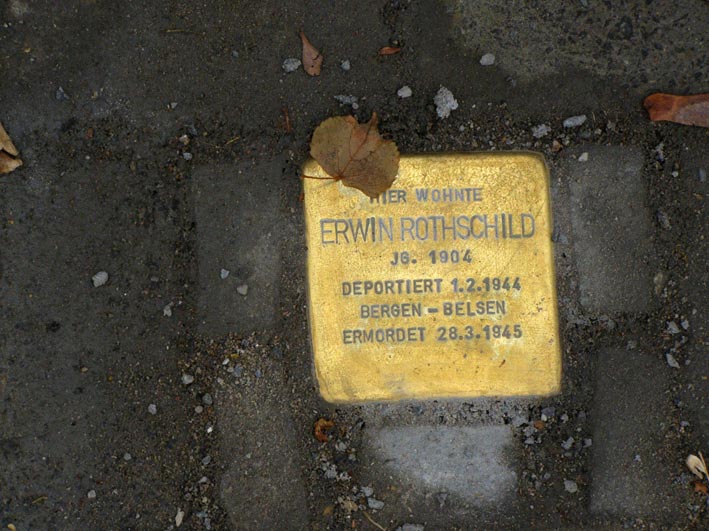 HIER WOHNTE
ERWIN ROTHSCHILD
JG. 1904
DEPORTIERT 1.2.1944
BERGEN-BELSEN
ERMORDET 28.3.1945